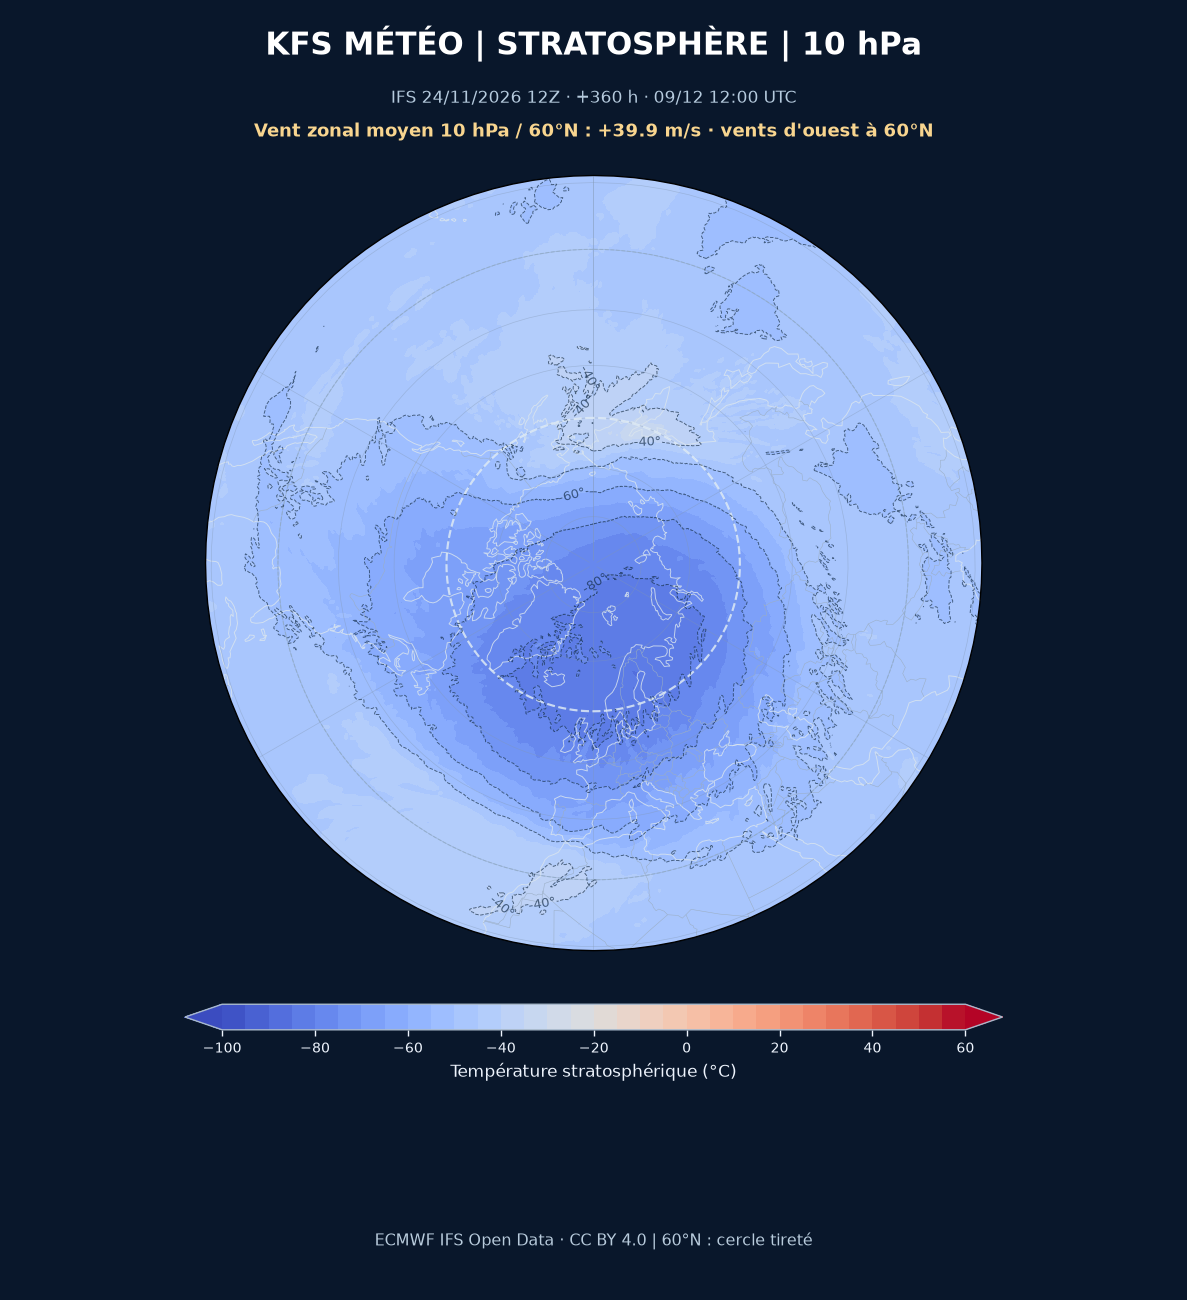 KFS MÉTÉO | STRATOSPHÈRE | 10 hPa
IFS 24/11/2026 12Z · +360 h · 09/12 12:00 UTC
Vent zonal moyen 10 hPa / 60°N : +39.9 m/s · vents d'ouest à 60°N
40°
-40°
40°
-60°
-80°
-40°
-40°
−100 −80 −60 −40 −20 0 20 40 60
Température stratosphérique (°C)
ECMWF IFS Open Data · CC BY 4.0 | 60°N : cercle tireté